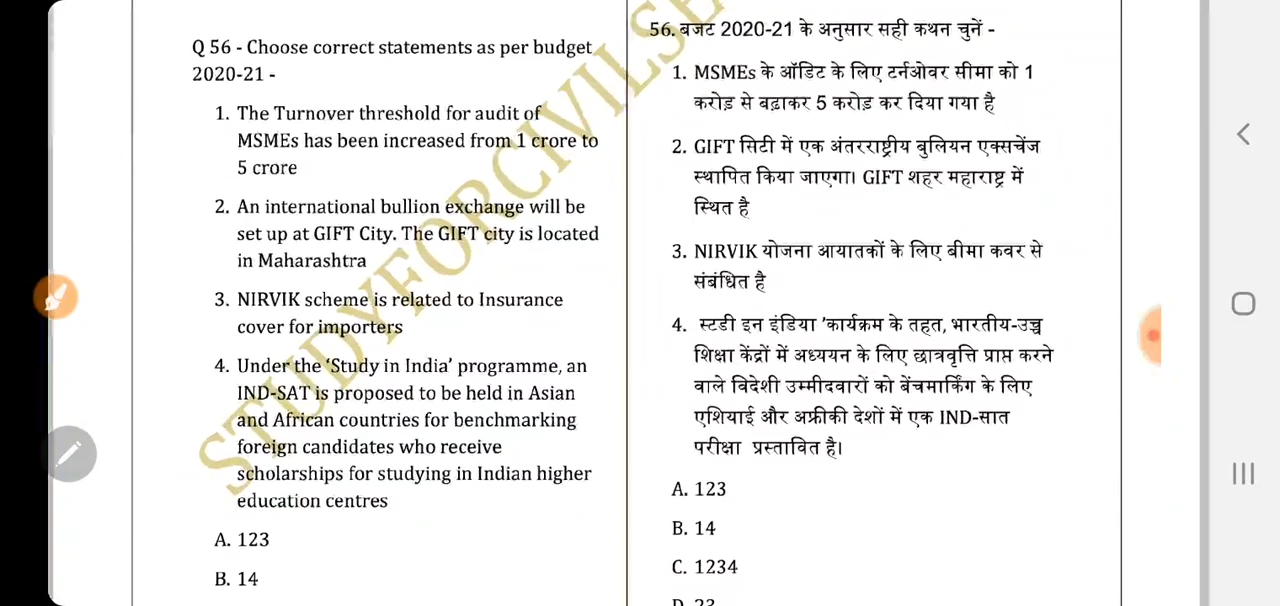 Q 56 - Choose correct statements as per budget
2020-21 -
1. The Turnover threshold for audit of
MSMEs has been increased from 1 crore to
5 crore
2. An international bullion exchange will be
set up at GIFT City. The GIFT city is located
in Maharashtra
3. NIRVIK scheme is related to Insurance
cover for importers
4. Under the ‘Study in India’ programme, an
IND-SAT is proposed to be held in Asian
and African countries for benchmarking
foreign candidates who receive
scholarships for studying in Indian higher
education centres
A. 123
B. 14
56. बजट 2020-21 के अनुसार सही कथन चुनें -
1. MSMEs के ऑडिट के लिए टर्नओवर सीमा को 1
करोड़ से बढ़ाकर 5 करोड़ कर दिया गया है
2. GIFT सिटी में एक अंतरराष्ट्रीय बुलियन एक्सचेंज
स्थापित किया जाएगा। GIFT शहर महाराष्ट्र में
स्थित है
3. NIRVIK योजना आयातकों के लिए बीमा कवर से
संबंधित है
4. स्टडी इन इंडिया 'कार्यक्रम के तहत, भारतीय-उच्च
शिक्षा केंद्रों में अध्ययन के लिए छात्रवृत्ति प्राप्त करने
वाले विदेशी उम्मीदवारों को बेंचमार्किंग के लिए
एशियाई और अफ्रीकी देशों में एक IND-सात
परीक्षा प्रस्तावित है।
A. 123
B. 14
C. 1234
D. 23
STUDYFORCIVILSE